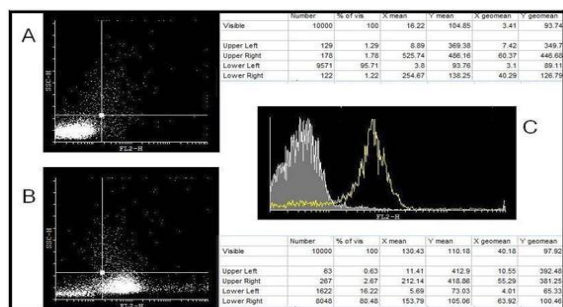 A
SSC-H
FL2-H
Number % of vis X mean Y mean X geomean Y geomean
Visible 10000 100 16.22 104.85 3.41 93.74
Upper Left 129 1.29 8.89 369.38 7.42 349.7
Upper Right 178 1.78 525.74 486.16 60.37 446.68
Lower Left 9571 95.71 3.8 93.76 3.1 89.11
Lower Right 122 1.22 254.67 138.25 40.29 126.79
C
FL2-H
B
SSC-H
FL2-H
Number % of vis X mean Y mean X geomean Y geomean
Visible 10000 100 130.43 110.18 40.18 97.92
Upper Left 63 0.63 11.41 412.9 10.55 392.48
Upper Right 267 2.67 212.14 418.86 55.29 381.25
Lower Left 1622 16.22 5.69 73.03 4.01 65.33
Lower Right 8048 80.48 153.79 105.06 63.92 100.46